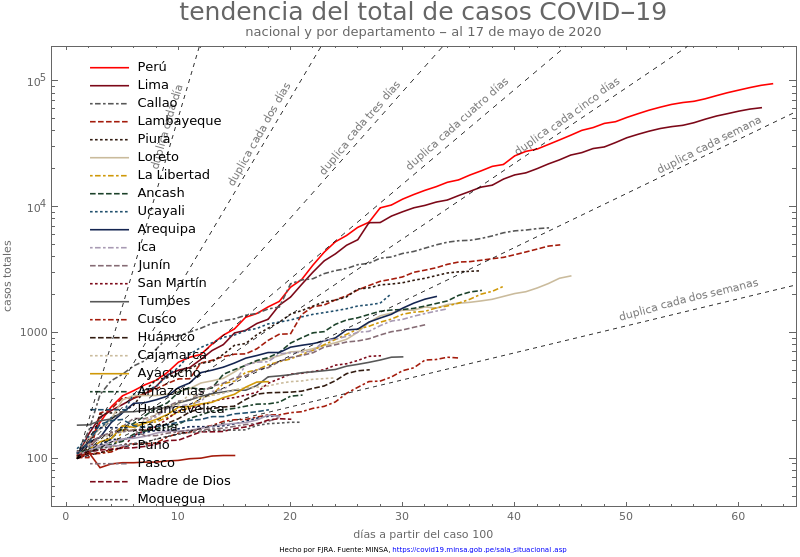 tendencia del total de casos COVID–19
nacional y por departamento – al 17 de mayo de 2020
Perú
Lima
Callao
Lambayeque
Piura
Loreto
La Libertad
Ancash
Ucayali
Arequipa
Ica
Junín
San Martín
Tumbes
Cusco
Huánuco
Cajamarca
Ayacucho
Amazonas
Huancavelica
Tacna
Puno
Pasco
Madre de Dios
Moquegua
duplica cada día
duplica cada dos días
duplica cada tres días
duplica cada cuatro días
duplica cada cinco días
duplica cada semana
duplica cada dos semanas
casos totales
10⁵
10⁴
1000
100
0 10 20 30 40 50 60
días a partir del caso 100
Hecho por FJRA. Fuente: MINSA, https://covid19.minsa.gob.pe/sala_situacional.asp